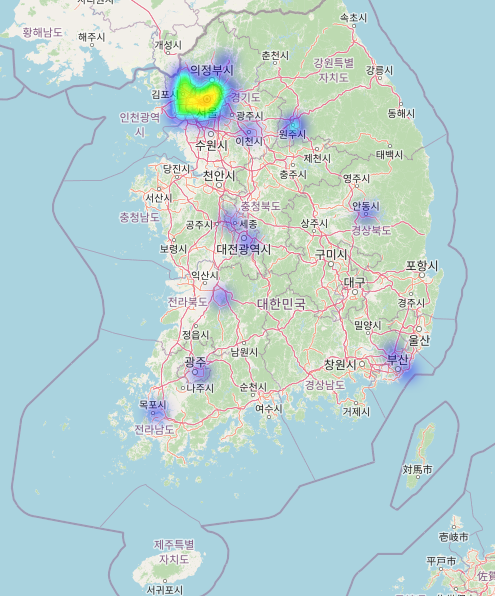 황해남도
해주시
개성시
속초시
의정부시
춘천시
강원특별
자치도
강릉시
김포시
경기도
인천광역
시
광주시
원주시
동해시
수원시
이천시
제천시
태백시
당진시
천안시
충주시
영주시
서산시
충청남도
충청북도
안동시
공주시
세종
상주시
경상북도
보령시
대전광역시
구미시
포항시
익산시
대구
전라북도
대한민국
경주시
정읍시
밀양시
울산
남원시
광주
부산
창원시
나주시
순천시
경상남도
목포시
여수시
거제시
전라남도
対馬市
제주특별
자치도
서귀포시
壱岐市
平戸市